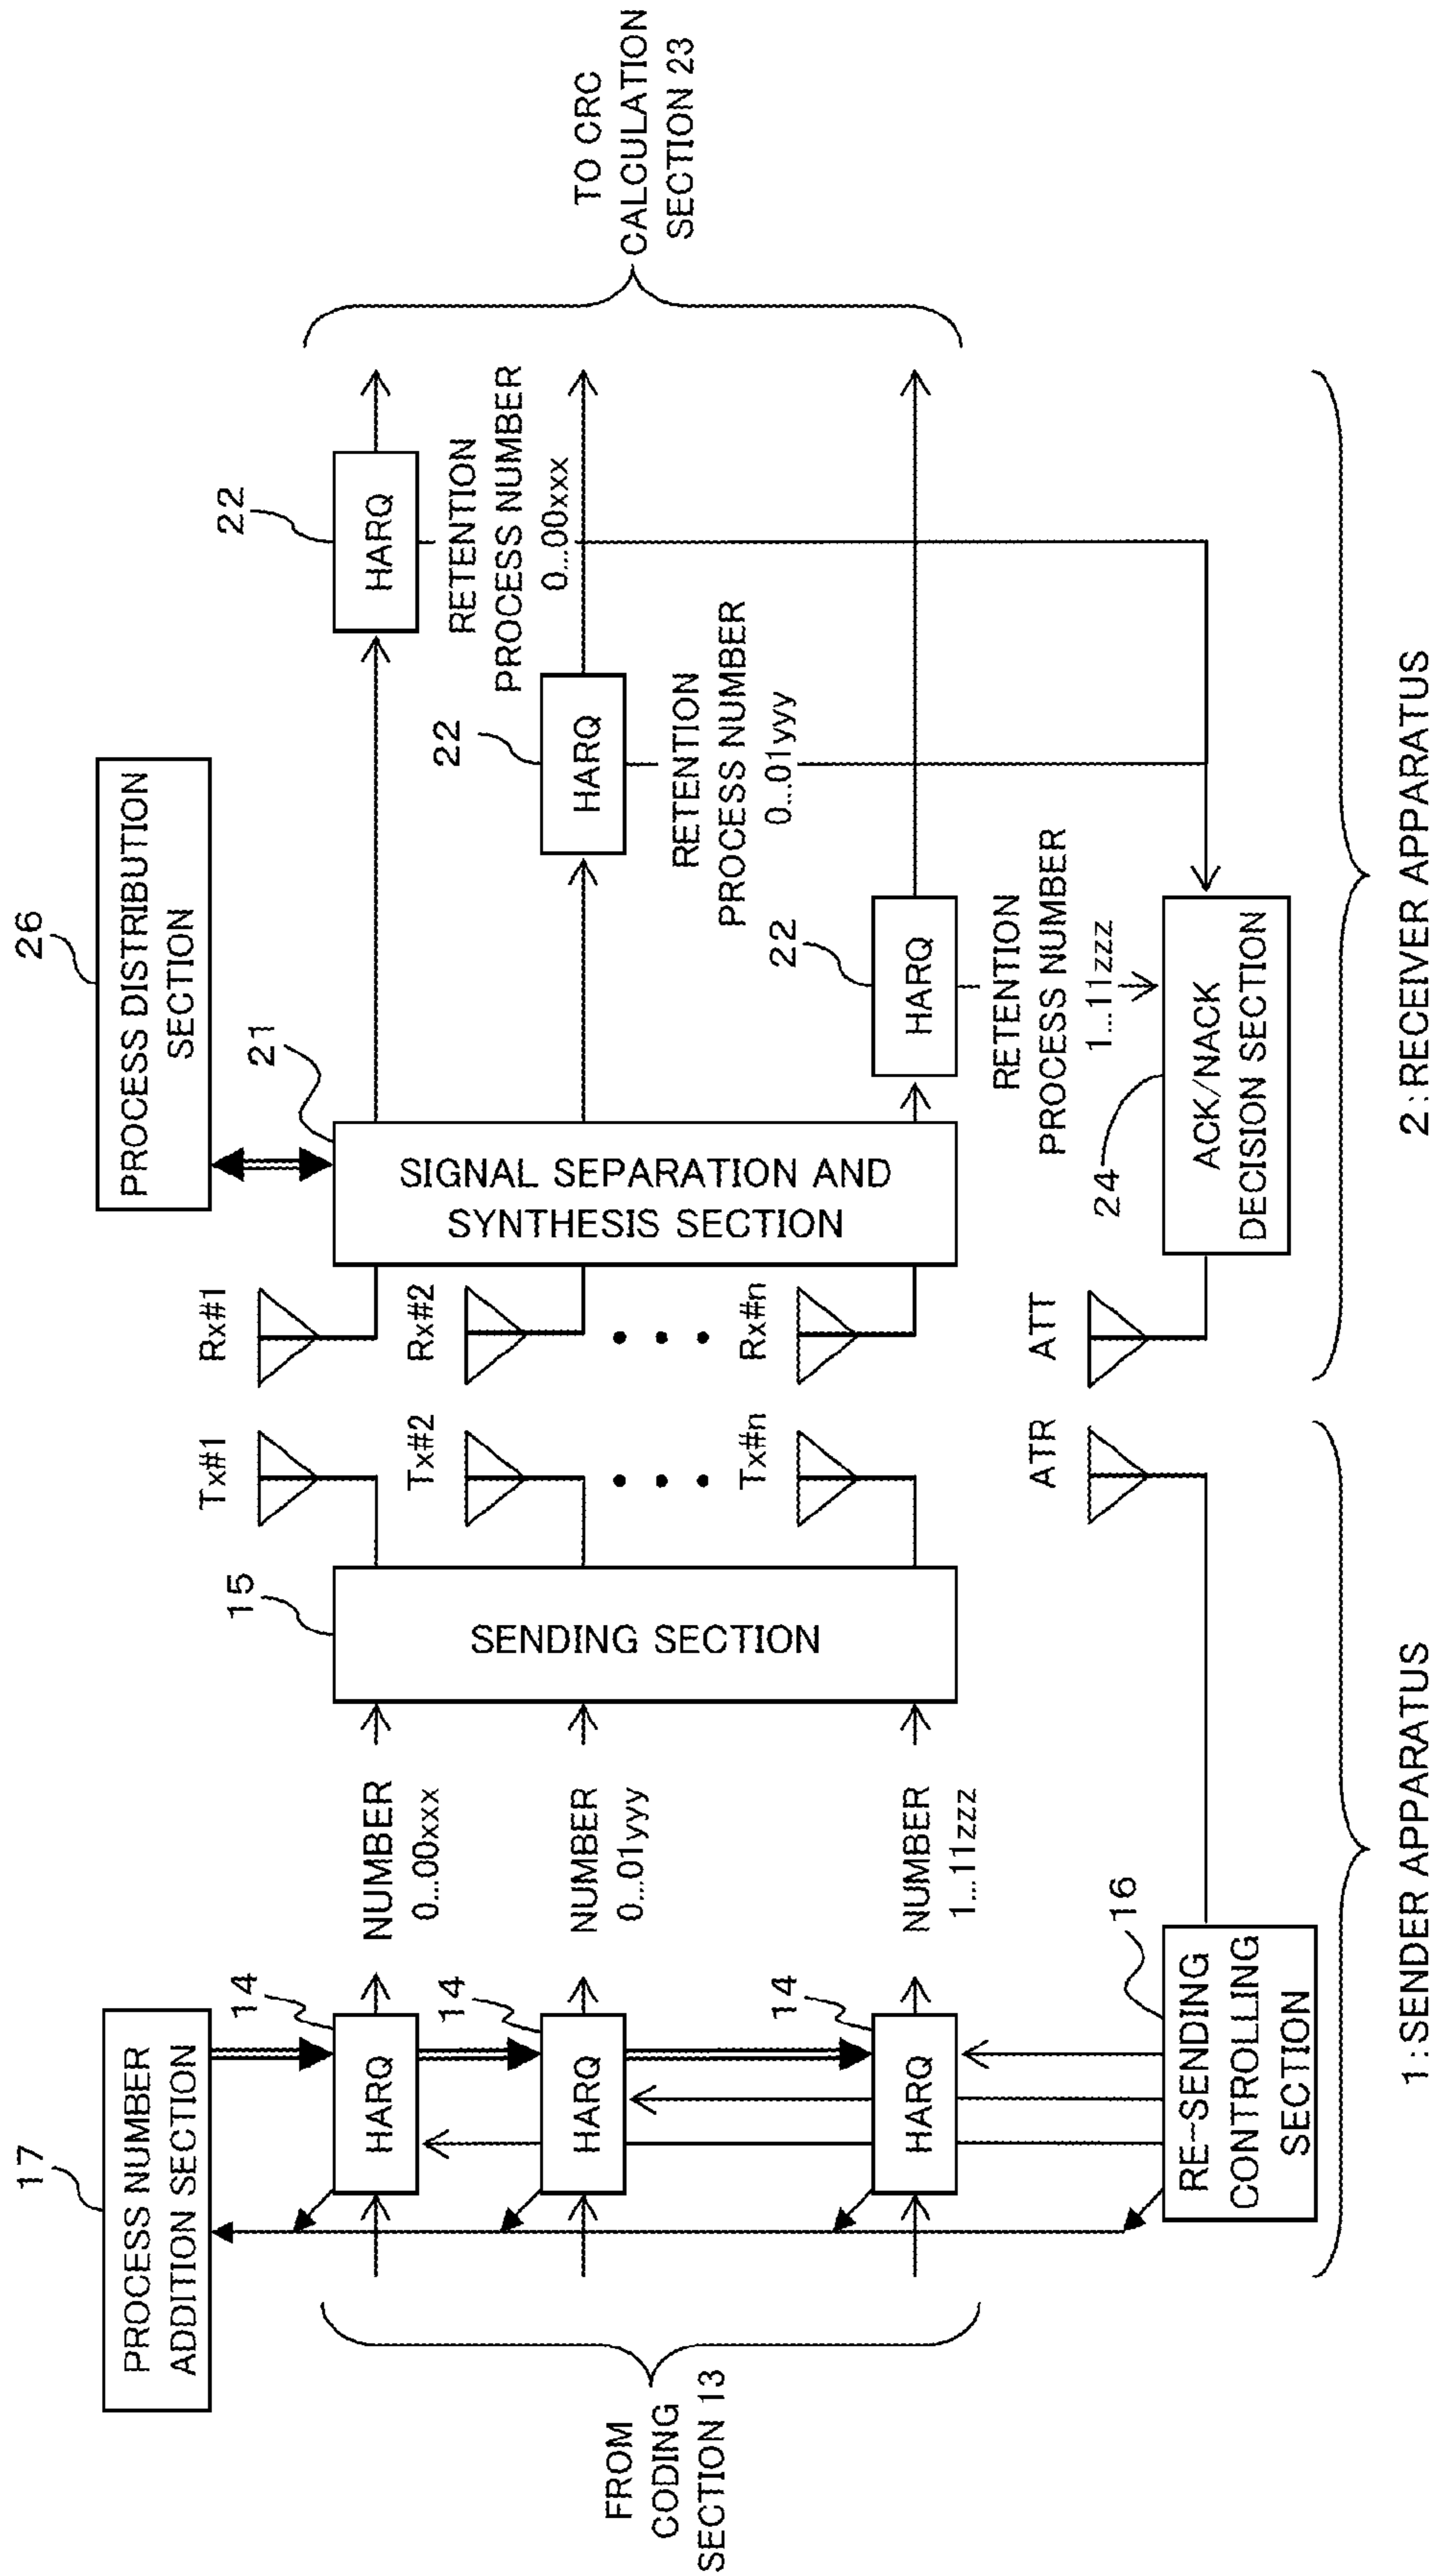 17
PROCESS NUMBER
ADDITION SECTION
FROM
CODING
SECTION 13
14
HARQ
14
HARQ
14
HARQ
NUMBER
0...00xxx
NUMBER
0...01yyy
NUMBER
1...11zzz
16
RE-SENDING
CONTROLLING
SECTION
15
SENDING SECTION
Tx#1
Tx#2
Tx#n
ATR
1:SENDER APPARATUS
Rx#1
Rx#2
Rx#n
ATT
26
PROCESS DISTRIBUTION
SECTION
21
SIGNAL SEPARATION AND
SYNTHESIS SECTION
22
HARQ
RETENTION
PROCESS NUMBER
0...00xxx
22
HARQ
RETENTION
PROCESS NUMBER
0...01yyy
22
HARQ
RETENTION
PROCESS NUMBER
1...11zzz
24
ACK/NACK
DECISION SECTION
TO CRC
CALCULATION
SECTION 23
2:RECEIVER APPARATUS